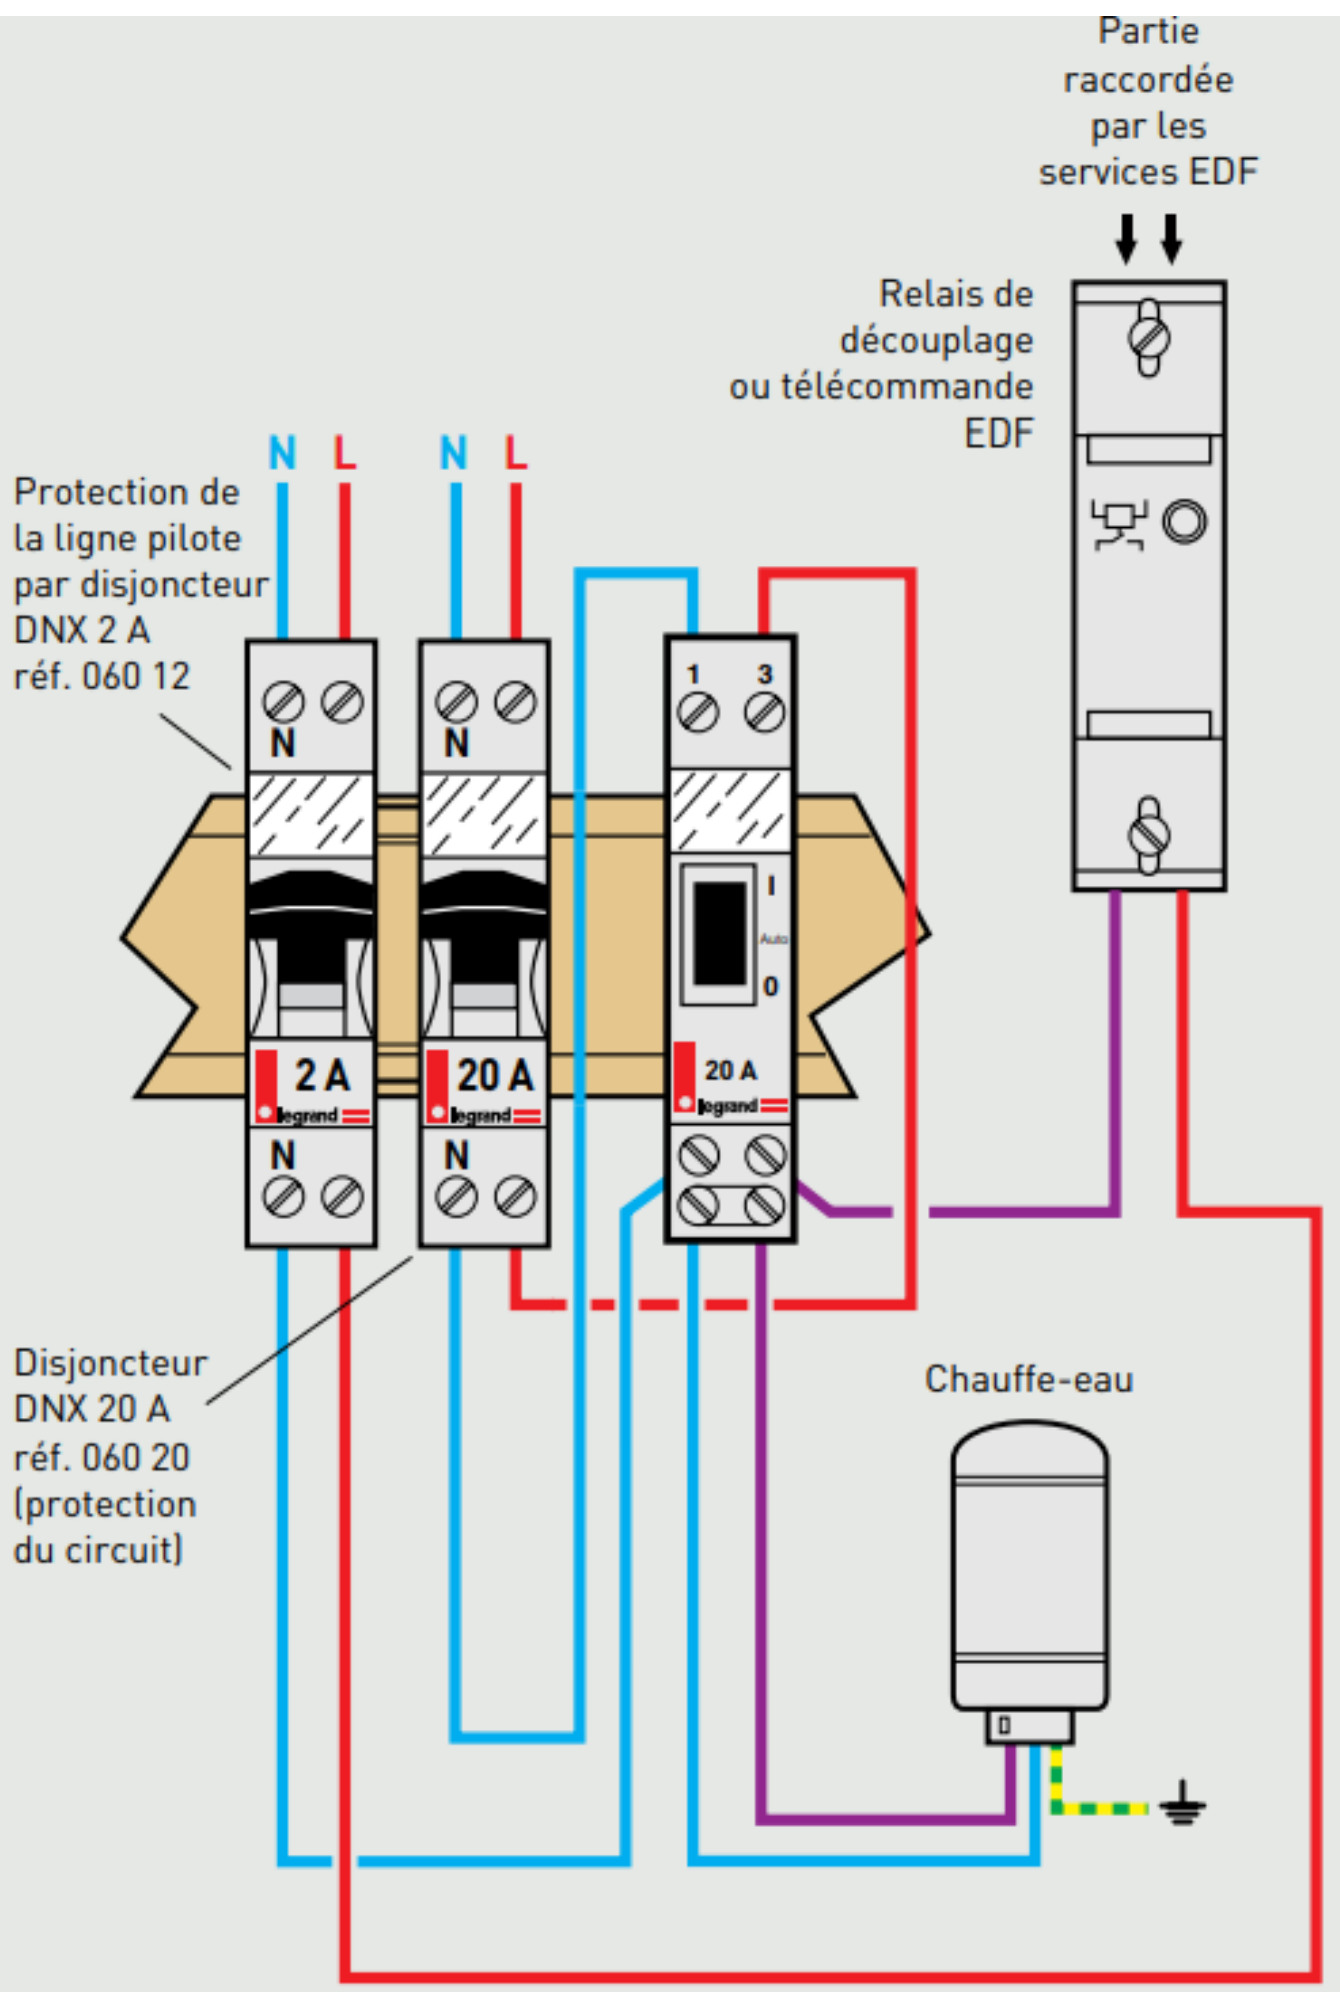 Partie
raccordée
par les
services EDF
Relais de
découplage
ou télécommande
EDF
N L N L
Protection de
la ligne pilote
par disjoncteur
DNX 2 A
réf. 060 12
1 3
N N
I
Auto
0
2 A
legrand
20 A
legrand
20 A
legrand
N N
Disjoncteur
DNX 20 A
réf. 060 20
(protection
du circuit)
Chauffe-eau